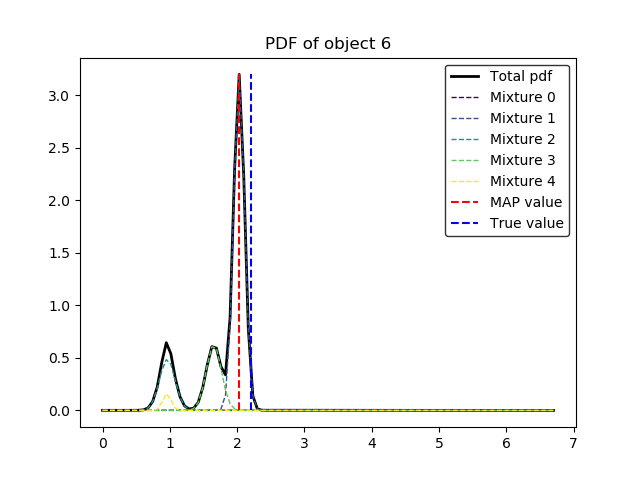 PDF of object 6
Total pdf
Mixture 0
Mixture 1
Mixture 2
Mixture 3
Mixture 4
MAP value
True value
3.0
2.5
2.0
1.5
1.0
0.5
0.0
0 1 2 3 4 5 6 7